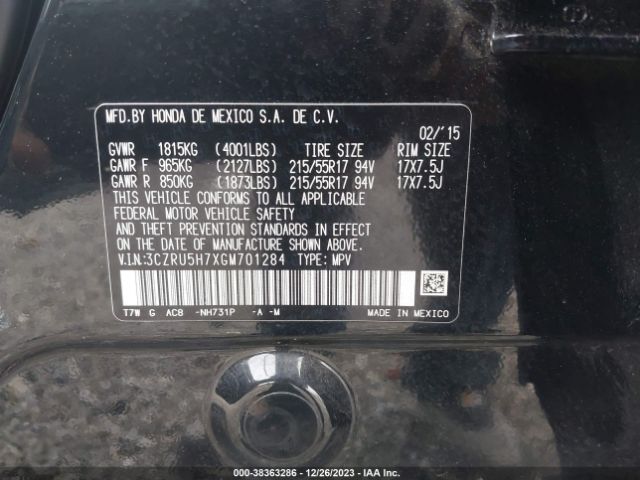 MFD. BY HONDA DE MEXICO S.A. DE C.V.
02/'15
GVWR 1815KG (4001LBS) TIRE SIZE RIM SIZE
GAWR F 965KG (2127LBS) 215/55R17 94V 17X7.5J
GAWR R 850KG (1873LBS) 215/55R17 94V 17X7.5J
THIS VEHICLE CONFORMS TO ALL APPLICABLE
FEDERAL MOTOR VEHICLE SAFETY
AND THEFT PREVENTION STANDARDS IN EFFECT
ON THE DATE OF MANUFACTURE SHOWN ABOVE.
V.I.N:3CZRU5H7XGM701284 TYPE: MPV
T7W G AC8 -NH731P -A -M MADE IN MEXICO
000-38363286 - 12/26/2023 - IAA Inc.